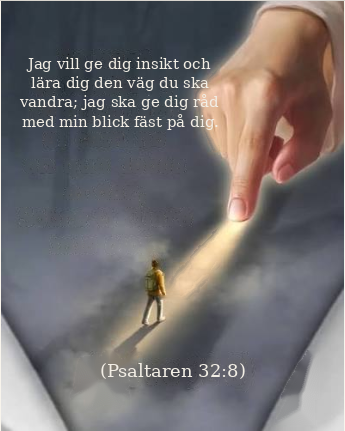 Jag vill ge dig insikt och
lära dig den väg du ska
vandra; jag ska ge dig råd
med min blick fäst på dig.
(Psaltaren 32:8)